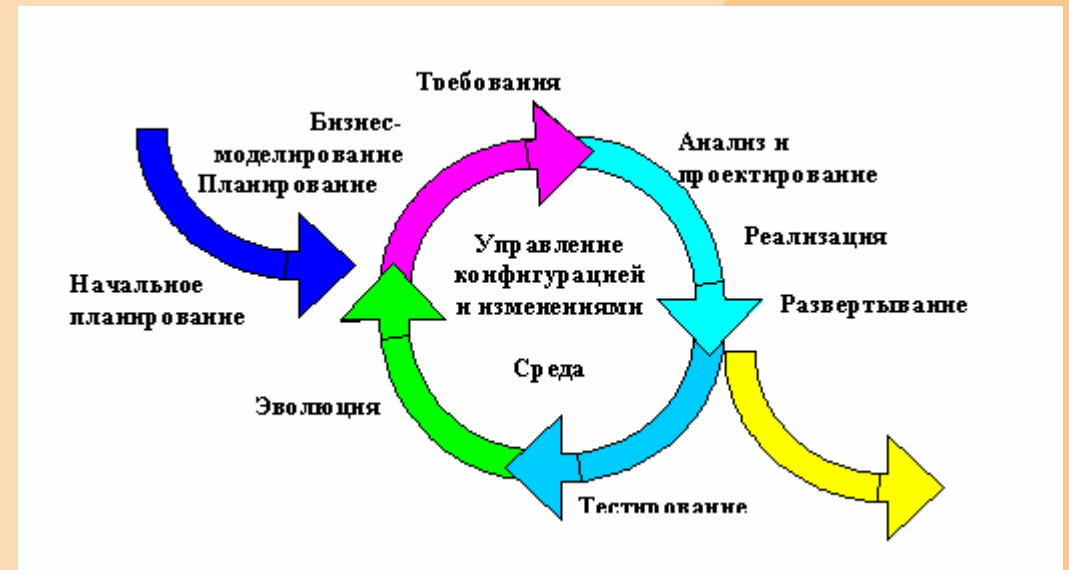 Требования
Бизнес-
моделирование
Планирование
Анализ и
проектирование
Реализация
Управление
конфигурацией
и изменениями
Начальное
планирование
Развертывание
Среда
Эволюция
Тестирование